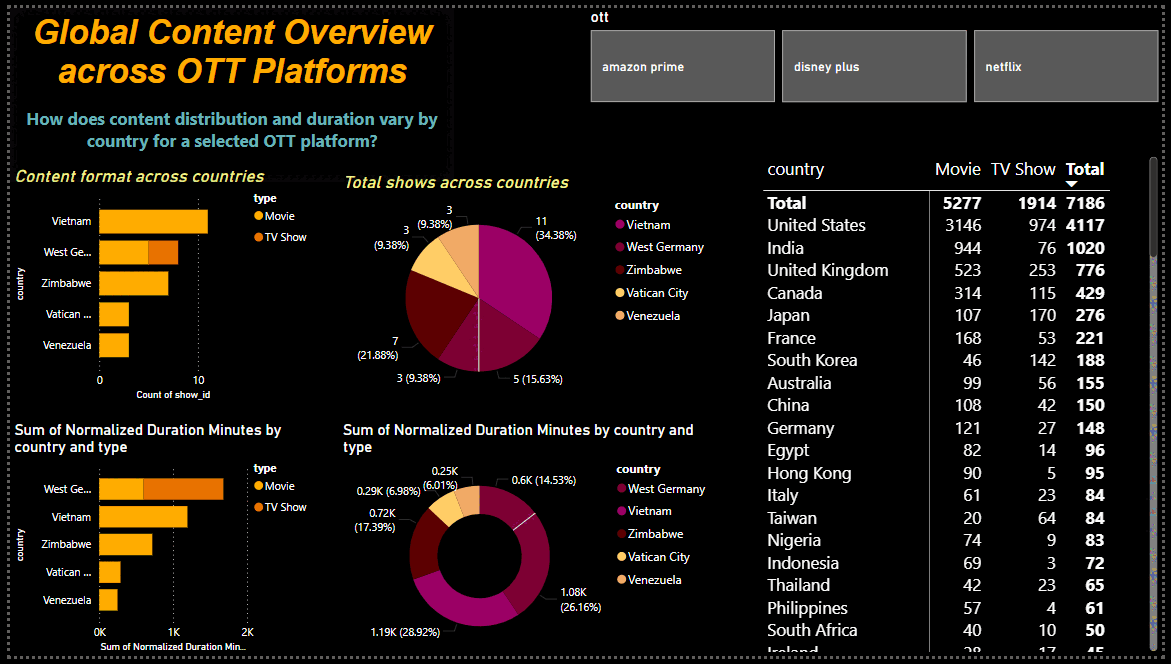 Global Content Overview
across OTT Platforms
How does content distribution and duration vary by
country for a selected OTT platform?
ott
amazon prime
disney plus
netflix
Content format across countries
type
Movie
TV Show
country
Vietnam
West Ge...
Zimbabwe
Vatican ...
Venezuela
0 10
Count of show_id
Total shows across countries
3
(9.38%)
3
(9.38%)
11
(34.38%)
7
(21.88%)
3 (9.38%)
5 (15.63%)
country
Vietnam
West Germany
Zimbabwe
Vatican City
Venezuela
Sum of Normalized Duration Minutes by
country and type
type
Movie
TV Show
country
West Ge...
Vietnam
Zimbabwe
Vatican ...
Venezuela
0K 1K 2K
Sum of Normalized Duration Min...
Sum of Normalized Duration Minutes by country and
type
0.25K
(6.01%)
0.6K (14.53%)
0.29K (6.98%)
0.72K
(17.39%)
1.08K
(26.16%)
1.19K (28.92%)
country
West Germany
Vietnam
Zimbabwe
Vatican City
Venezuela
country Movie TV Show Total
Total 5277 1914 7186
United States 3146 974 4117
India 944 76 1020
United Kingdom 523 253 776
Canada 314 115 429
Japan 107 170 276
France 168 53 221
South Korea 46 142 188
Australia 99 56 155
China 108 42 150
Germany 121 27 148
Egypt 82 14 96
Hong Kong 90 5 95
Italy 61 23 84
Taiwan 20 64 84
Nigeria 74 9 83
Indonesia 69 3 72
Thailand 42 23 65
Philippines 57 4 61
South Africa 40 10 50
Ireland 28 17 45